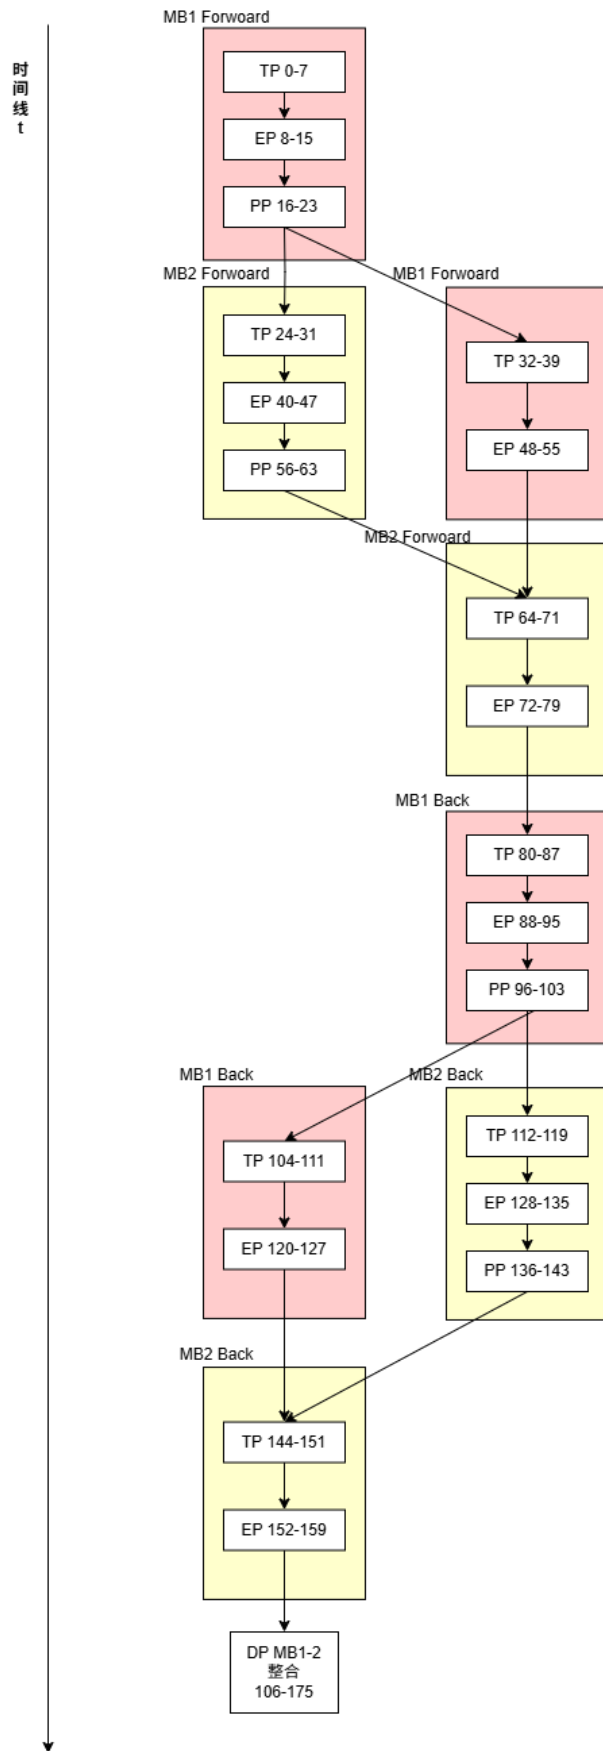 MB1 Forwoard
时
间
线
t
TP 0-7
EP 8-15
PP 16-23
MB2 Forwoard
MB1 Forwoard
TP 24-31
EP 40-47
PP 56-63
TP 32-39
EP 48-55
MB2 Forwoard
TP 64-71
EP 72-79
MB1 Back
TP 80-87
EP 88-95
PP 96-103
MB1 Back
MB2 Back
TP 104-111
EP 120-127
TP 112-119
EP 128-135
PP 136-143
MB2 Back
TP 144-151
EP 152-159
DP MB1-2
整合
106-175